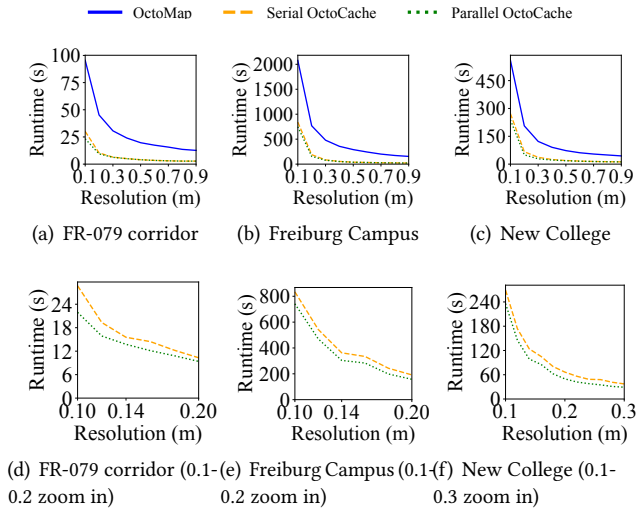 OctoMap Serial OctoCache Parallel OctoCache
100
75
50
25
0
Runtime (s)
0.1 0.3 0.5 0.7 0.9
Resolution (m)
(a) FR-079 corridor
2000
1500
1000
500
0
Runtime (s)
0.1 0.3 0.5 0.7 0.9
Resolution (m)
(b) Freiburg Campus
450
300
150
0
Runtime (s)
0.1 0.3 0.5 0.7 0.9
Resolution (m)
(c) New College
24
18
12
6
0
Runtime (s)
0.10 0.14 0.20
Resolution (m)
(d) FR-079 corridor (0.1-
0.2 zoom in)
800
600
400
200
0
Runtime (s)
0.10 0.14 0.20
Resolution (m)
(e) Freiburg Campus (0.1-
0.2 zoom in)
240
180
120
60
0
Runtime (s)
0.1 0.2 0.3
Resolution (m)
(f) New College (0.1-
0.3 zoom in)